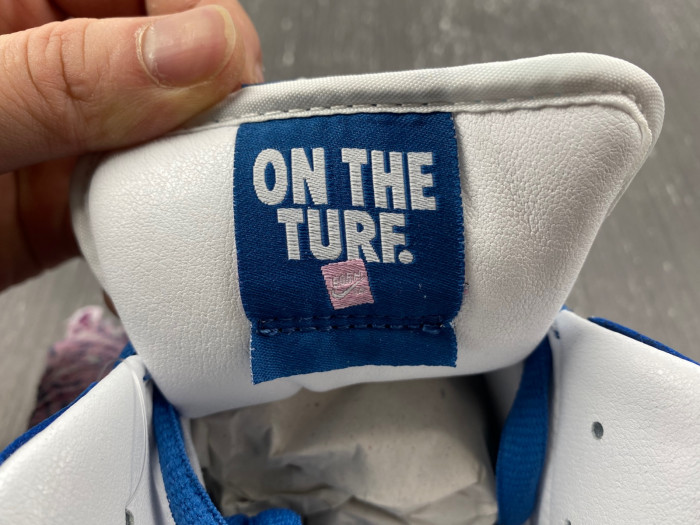 ON THE
TURF.